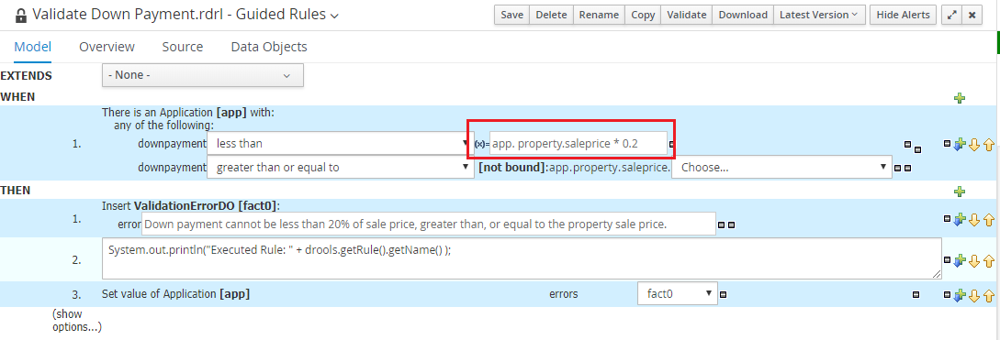 Validate Down Payment.rdrl - Guided Rules
Save Delete Rename Copy Validate Download Latest Version Hide Alerts
Model Overview Source Data Objects
EXTENDS - None -
WHEN
There is an Application [app] with:
any of the following:
1. downpayment less than (x)= app. property.saleprice * 0.2
downpayment greater than or equal to [not bound]:app.property.saleprice. Choose...
THEN
Insert ValidationErrorDO [fact0]:
1. error Down payment cannot be less than 20% of sale price, greater than, or equal to the property sale price.
System.out.println("Executed Rule: " + drools.getRule().getName() );
2.
3. Set value of Application [app] errors fact0
(show
options...)